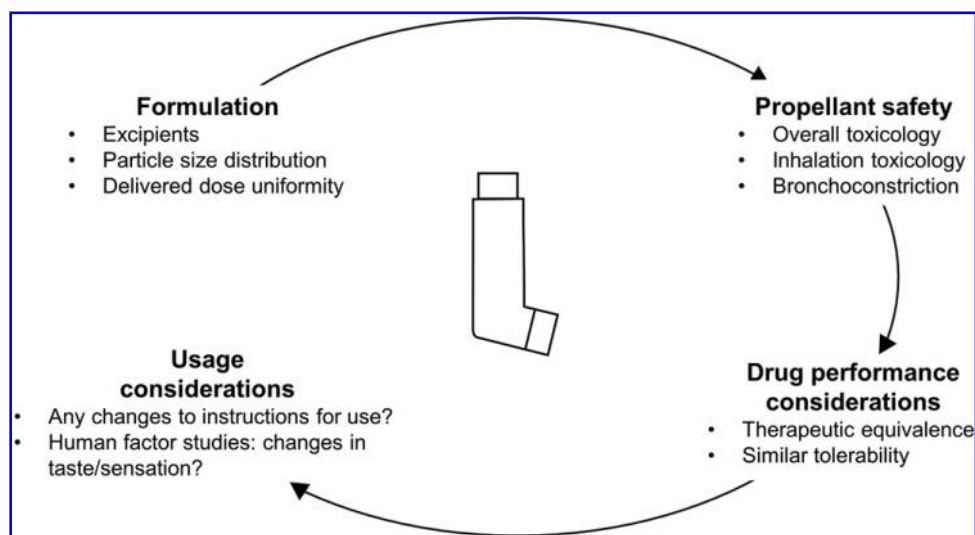 Formulation
• Excipients
• Particle size distribution
• Delivered dose uniformity
Propellant safety
• Overall toxicology
• Inhalation toxicology
• Bronchoconstriction
Usage
considerations
• Any changes to instructions for use?
• Human factor studies: changes in
taste/sensation?
Drug performance
considerations
• Therapeutic equivalence
• Similar tolerability